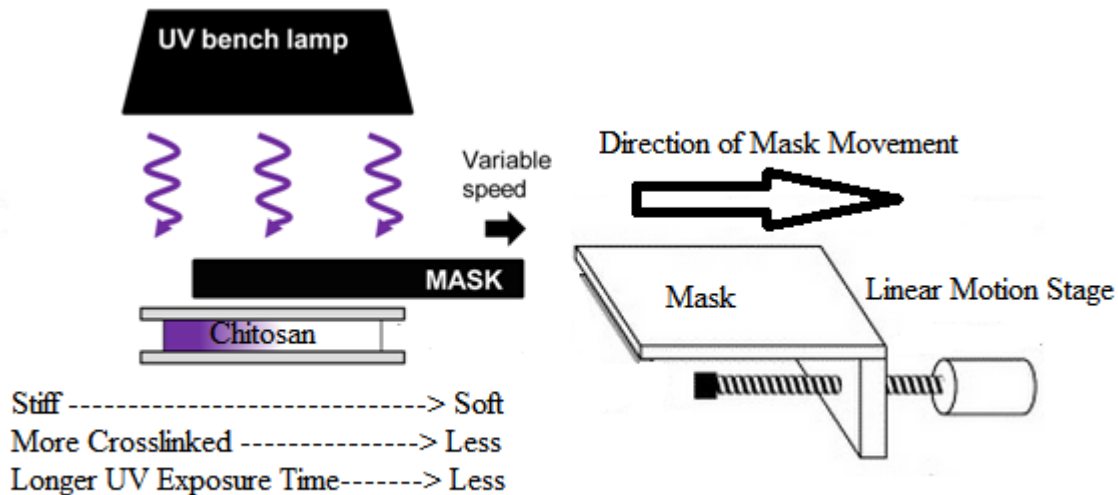 UV bench lamp
Variable
speed
MASK
Chitosan
Stiff ------------------------------> Soft
More Crosslinked ---------------> Less
Longer UV Exposure Time-------> Less
Direction of Mask Movement
Mask
Linear Motion Stage